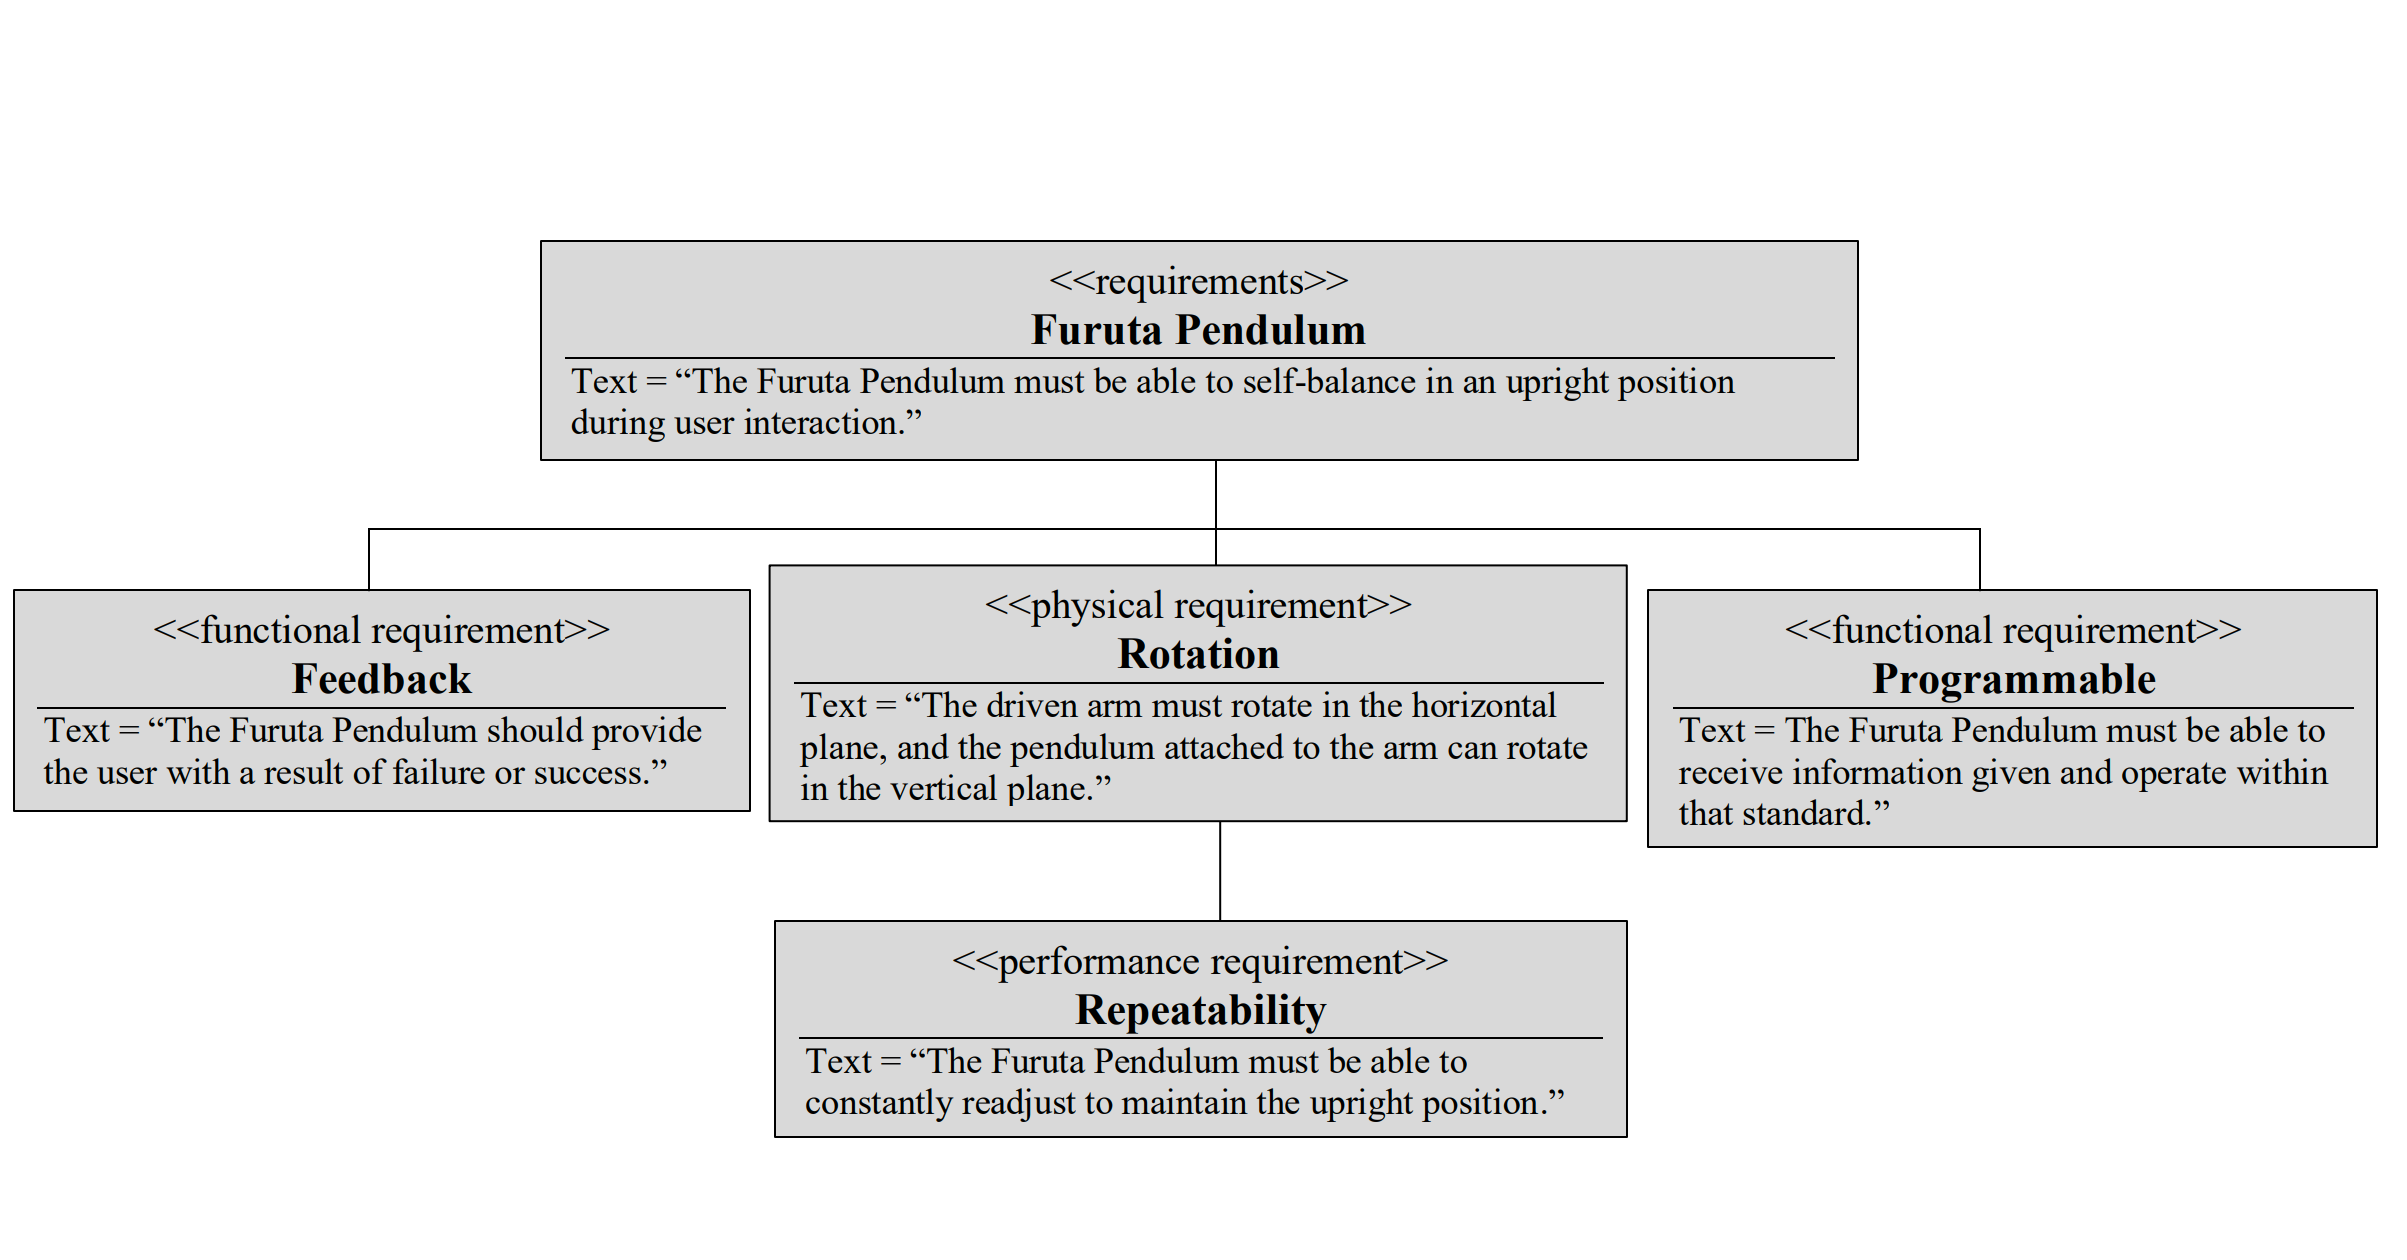 <<requirements>>
Furuta Pendulum
Text = “The Furuta Pendulum must be able to self-balance in an upright position
during user interaction.”
<<functional requirement>>
Feedback
Text = “The Furuta Pendulum should provide
the user with a result of failure or success.”
<<physical requirement>>
Rotation
Text = “The driven arm must rotate in the horizontal
plane, and the pendulum attached to the arm can rotate
in the vertical plane.”
<<functional requirement>>
Programmable
Text = The Furuta Pendulum must be able to
receive information given and operate within
that standard.”
<<performance requirement>>
Repeatability
Text = “The Furuta Pendulum must be able to
constantly readjust to maintain the upright position.”